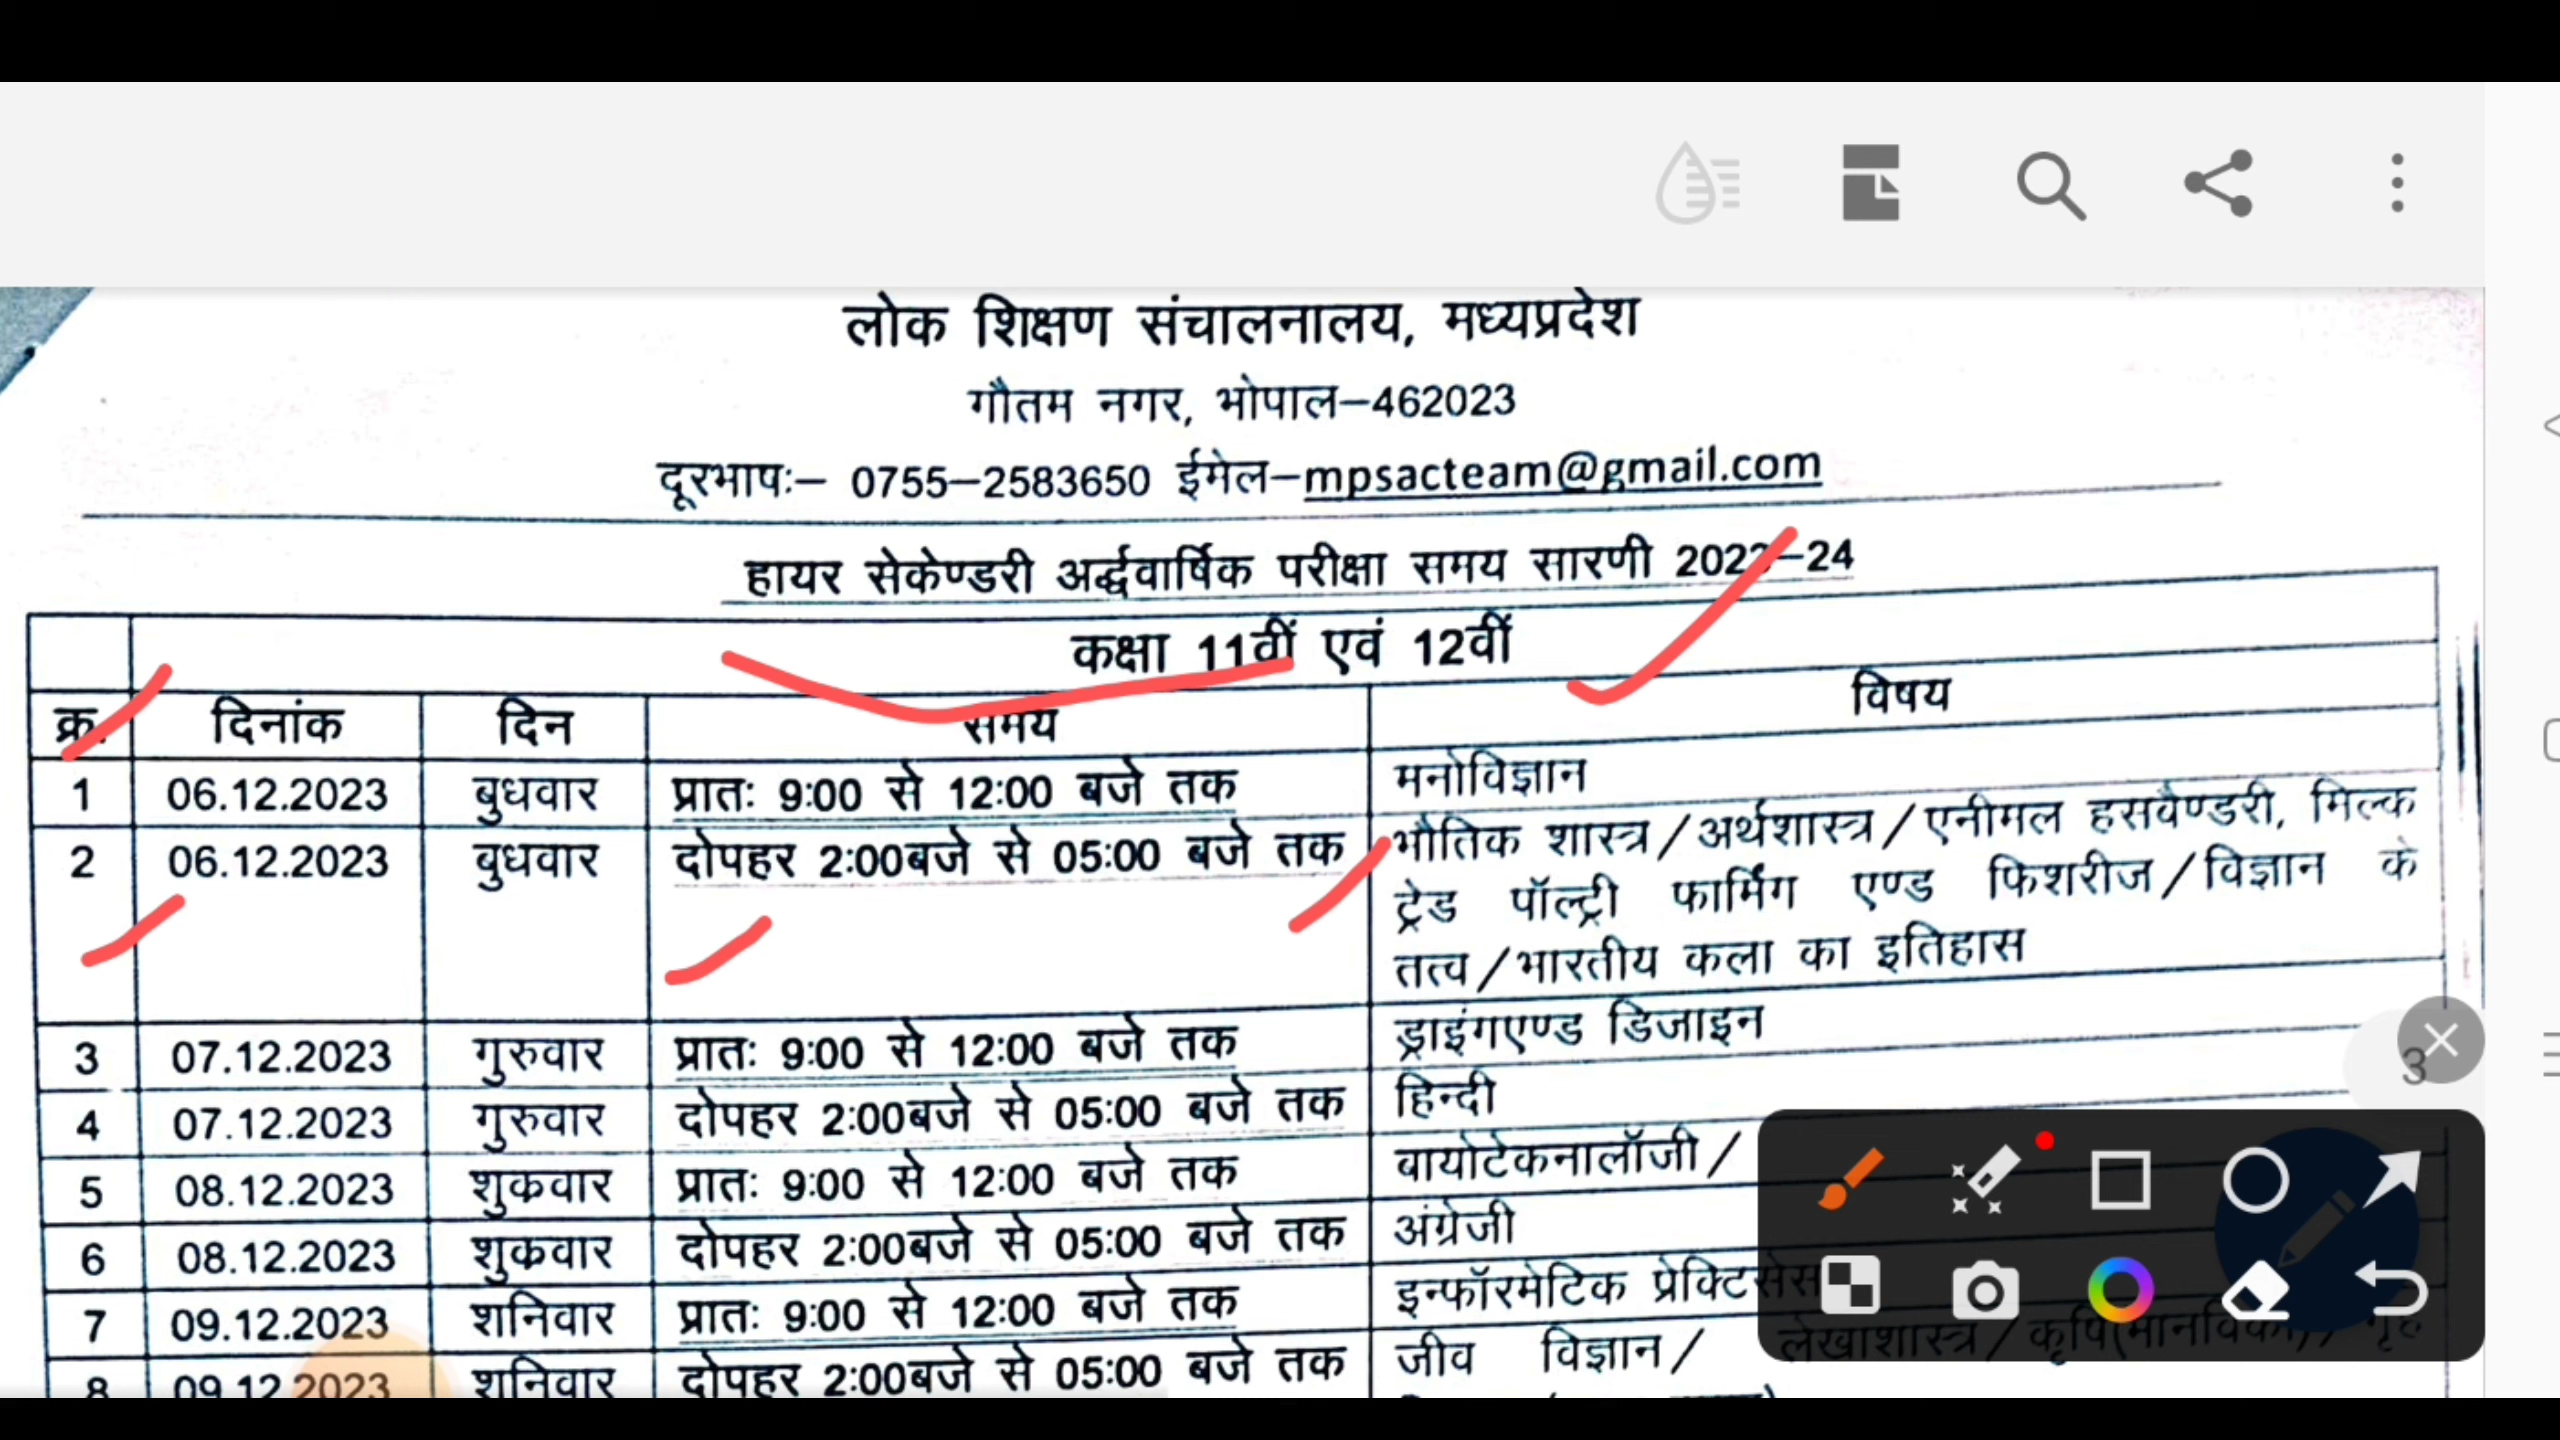 लोक शिक्षण संचालनालय, मध्यप्रदेश
गौतम नगर, भोपाल–462023
दूरभाषः– 0755–2583650 ईमेल–mpsacteam@gmail.com
हायर सेकेण्डरी अर्द्धवार्षिक परीक्षा समय सारणी 2023–24
कक्षा 11वीं एवं 12वीं
क्र. दिनांक दिन समय विषय
1 06.12.2023 बुधवार प्रातः 9:00 से 12:00 बजे तक मनोविज्ञान
2 06.12.2023 बुधवार दोपहर 2:00बजे से 05:00 बजे तक भौतिक शास्त्र/अर्थशास्त्र/एनीमल हसवेण्डरी, मिल्क
ट्रेड पॉल्ट्री फार्मिंग एण्ड फिशरीज/विज्ञान के
तत्व/भारतीय कला का इतिहास
3 07.12.2023 गुरुवार प्रातः 9:00 से 12:00 बजे तक ड्राइंगएण्ड डिजाइन
4 07.12.2023 गुरुवार दोपहर 2:00बजे से 05:00 बजे तक हिन्दी
5 08.12.2023 शुक्रवार प्रातः 9:00 से 12:00 बजे तक बायोटेकनालॉजी/
6 08.12.2023 शुक्रवार दोपहर 2:00बजे से 05:00 बजे तक अंग्रेजी
7 09.12.2023 शनिवार प्रातः 9:00 से 12:00 बजे तक इन्फॉरमेटिक प्रेक्टिसेस
8 09.12.2023 शनिवार दोपहर 2:00बजे से 05:00 बजे तक जीव विज्ञान/ लेखाशास्त्र/कृषि(मानविकी)/
3